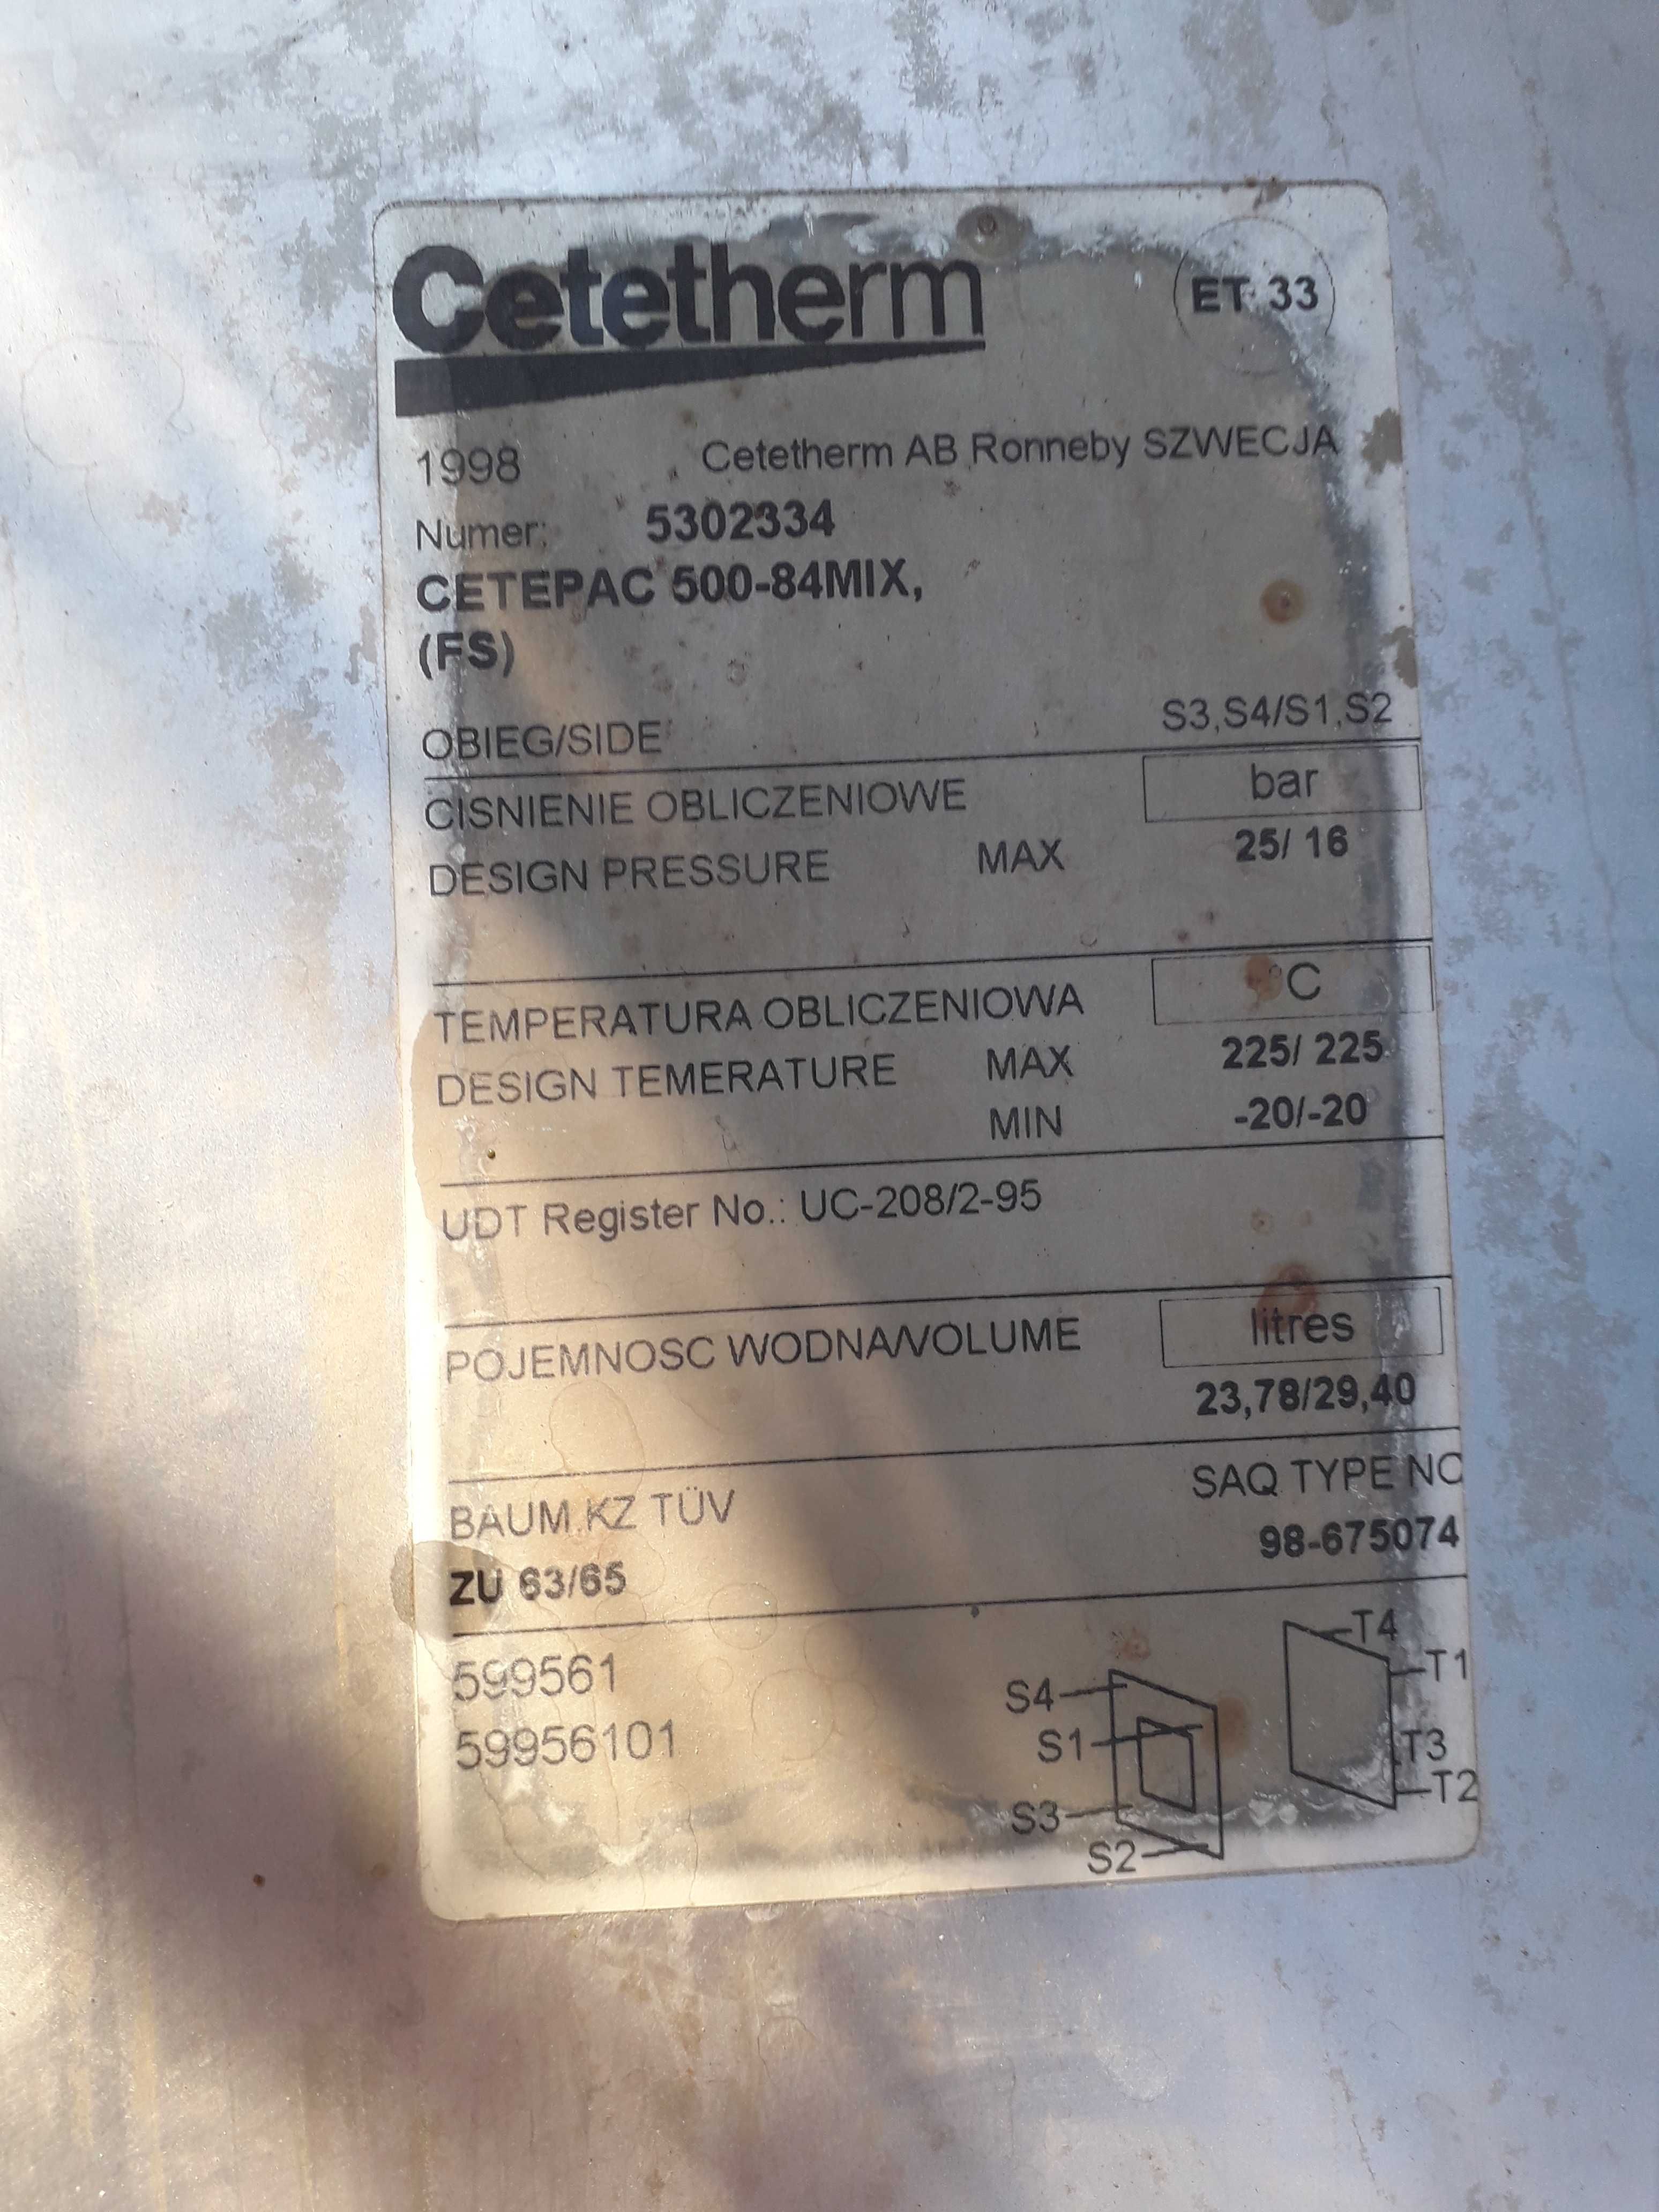 Cetetherm ET 33
1998 Cetetherm AB Ronneby SZWECJA
Numer: 5302334
CETEPAC 500-84MIX,
(FS)
OBIEG/SIDE S3,S4/S1,S2
CISNIENIE OBLICZENIOWE bar
DESIGN PRESSURE MAX 25/ 16
TEMPERATURA OBLICZENIOWA °C
DESIGN TEMERATURE MAX 225/ 225
MIN -20/-20
UDT Register No.: UC-208/2-95
POJEMNOSC WODNA/VOLUME litres
23,78/29,40
BAUM.KZ TÜV SAQ TYPE NO
ZU 63/65 98-675074
599561
59956101
T4
T1
S4
S1
T3
T2
S3
S2